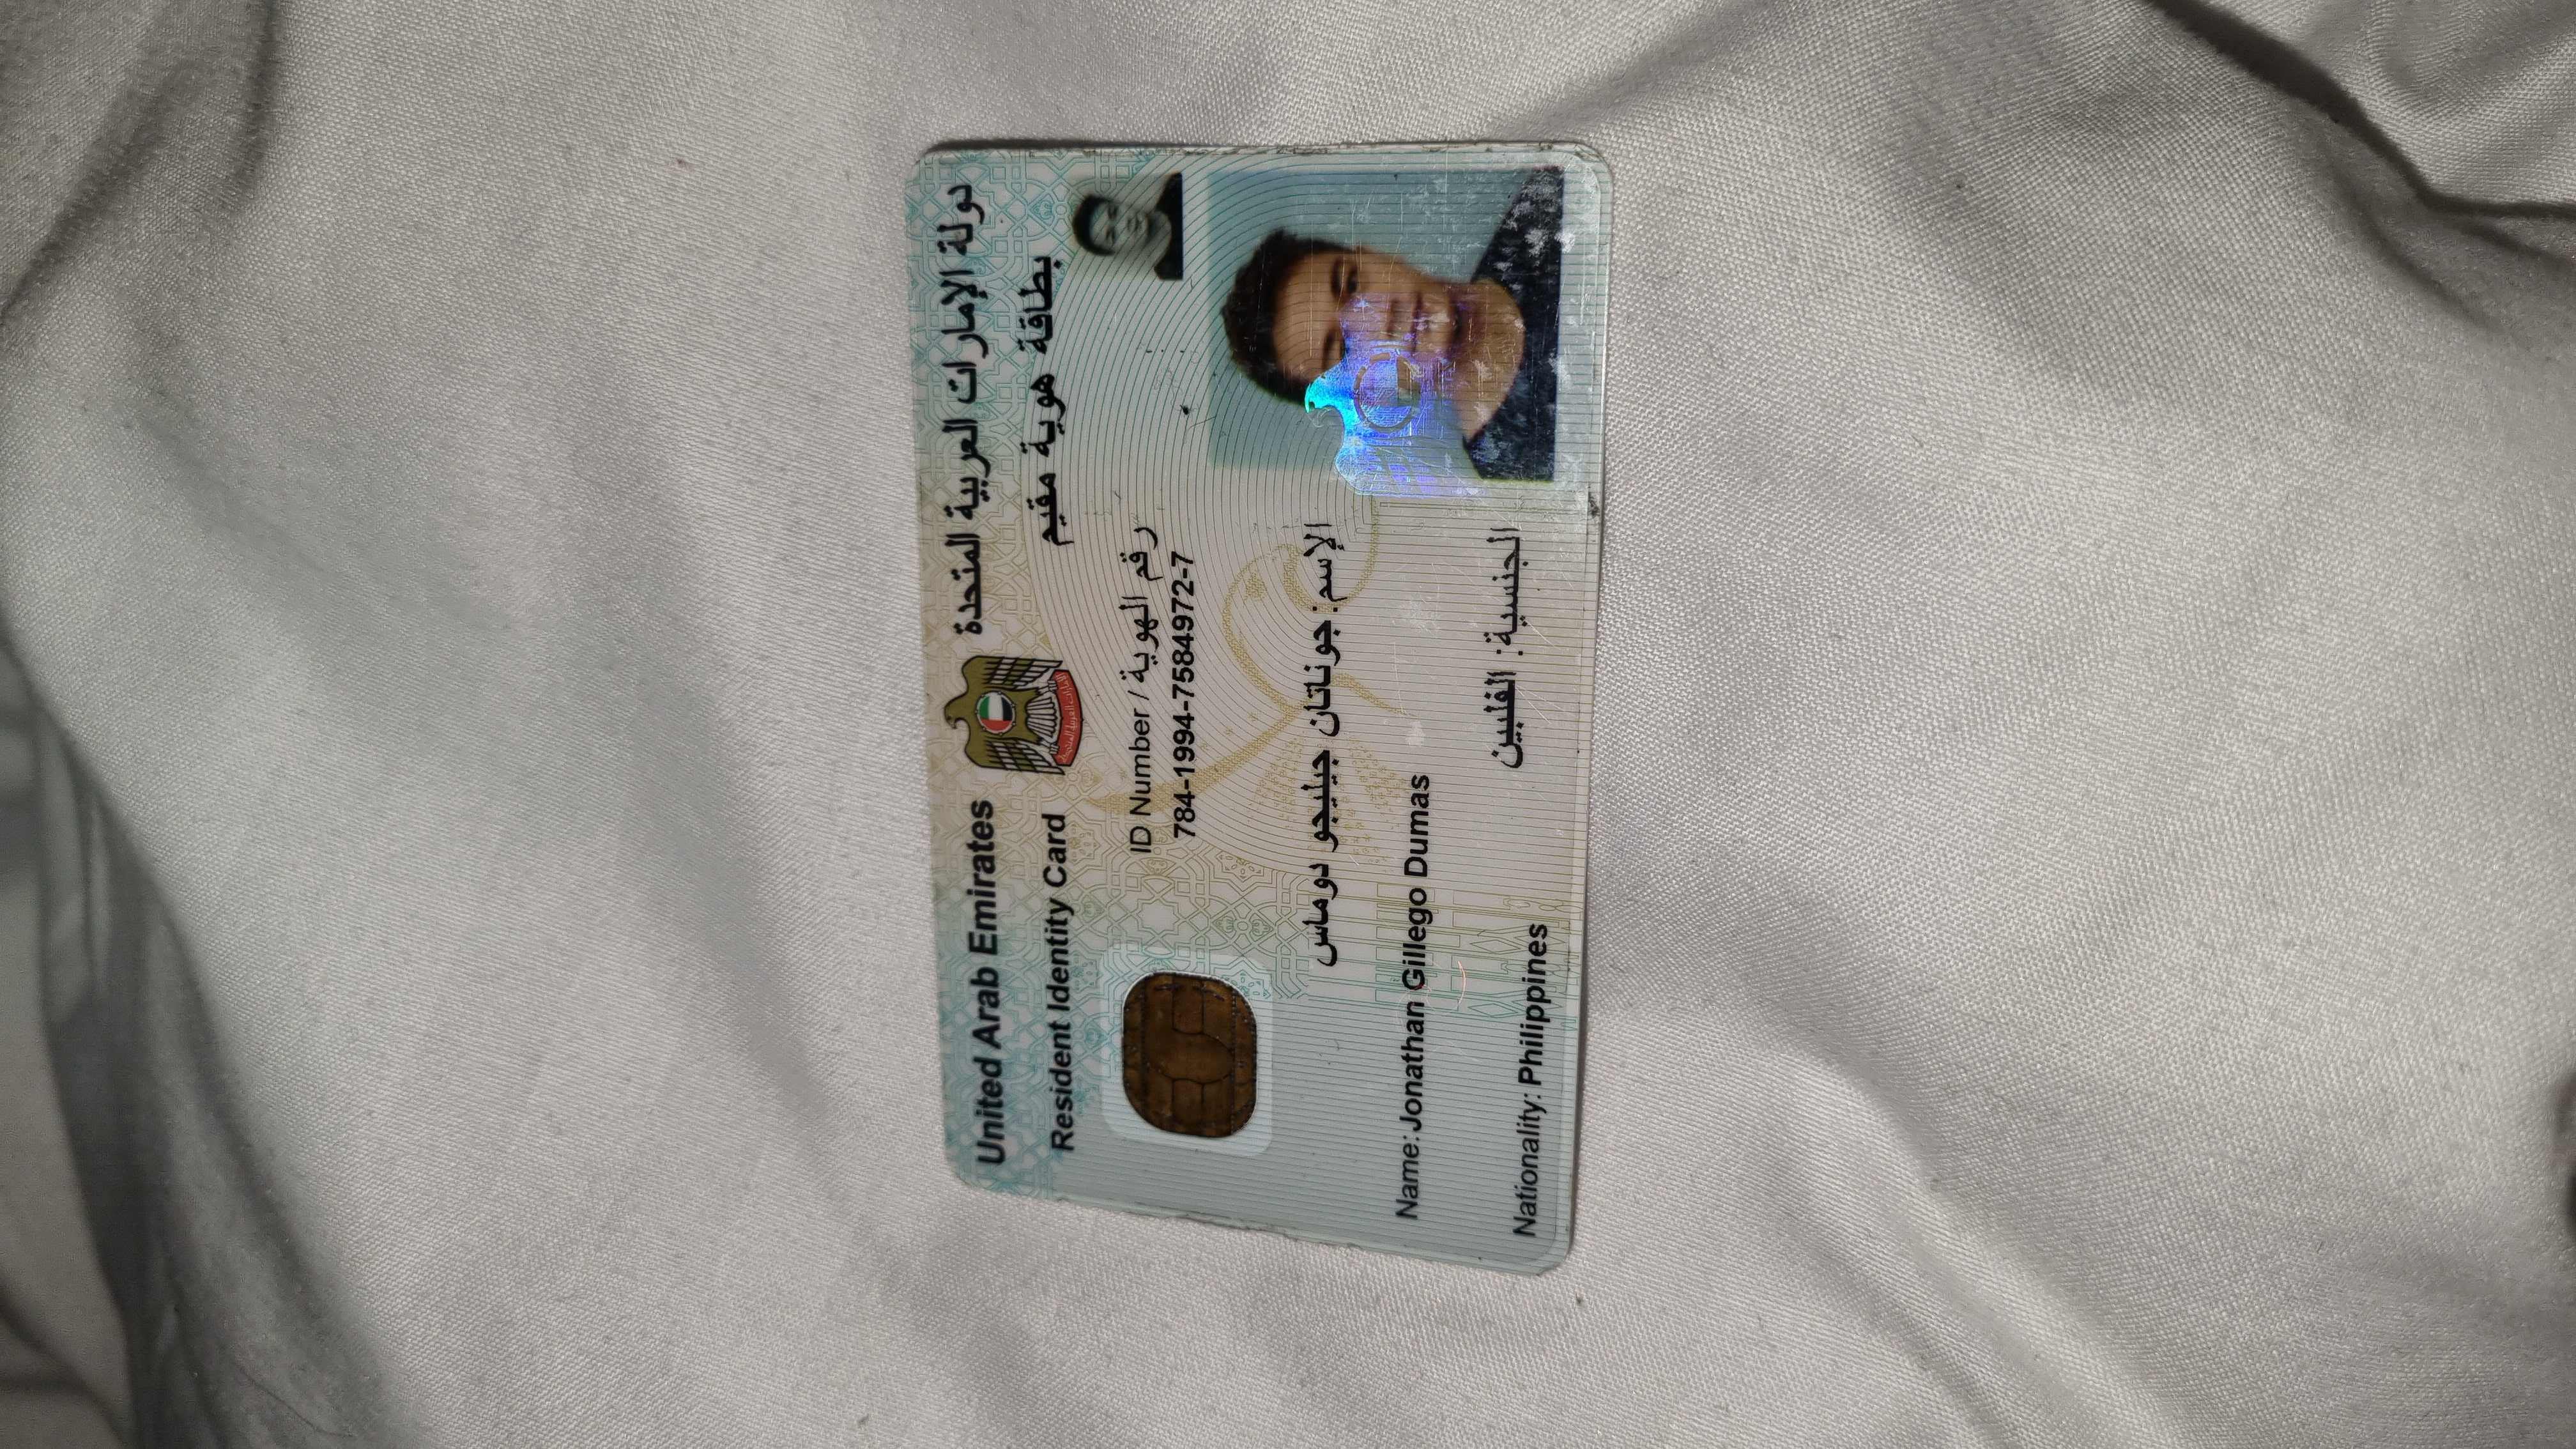 United Arab Emirates
دولة الإمارات العربية المتحدة
Resident Identity Card
بطاقة هوية مقيم
ID Number / رقم الهوية
784-1994-7584972-7
الإسم: جوناتان جيليجو دوماس
Name: Jonathan Gillego Dumas
الجنسية: الفلبين
Nationality: Philippines